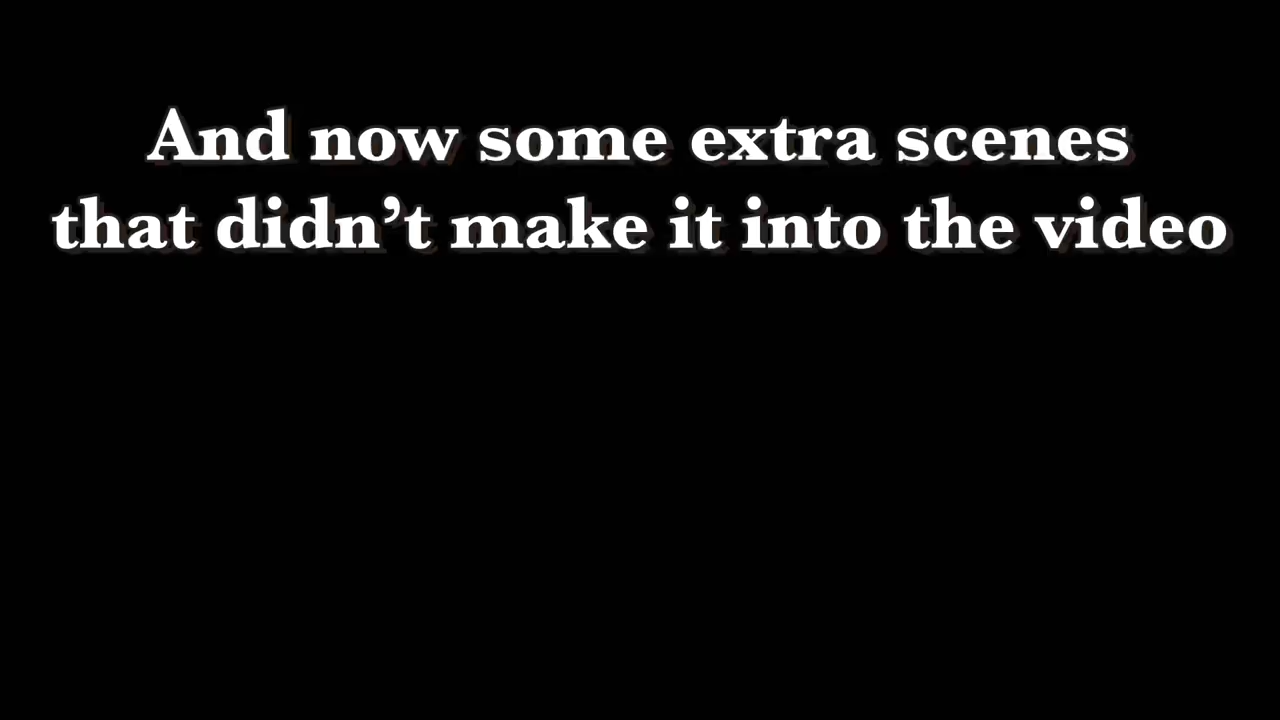 And now some extra scenes
that didn’t make it into the video